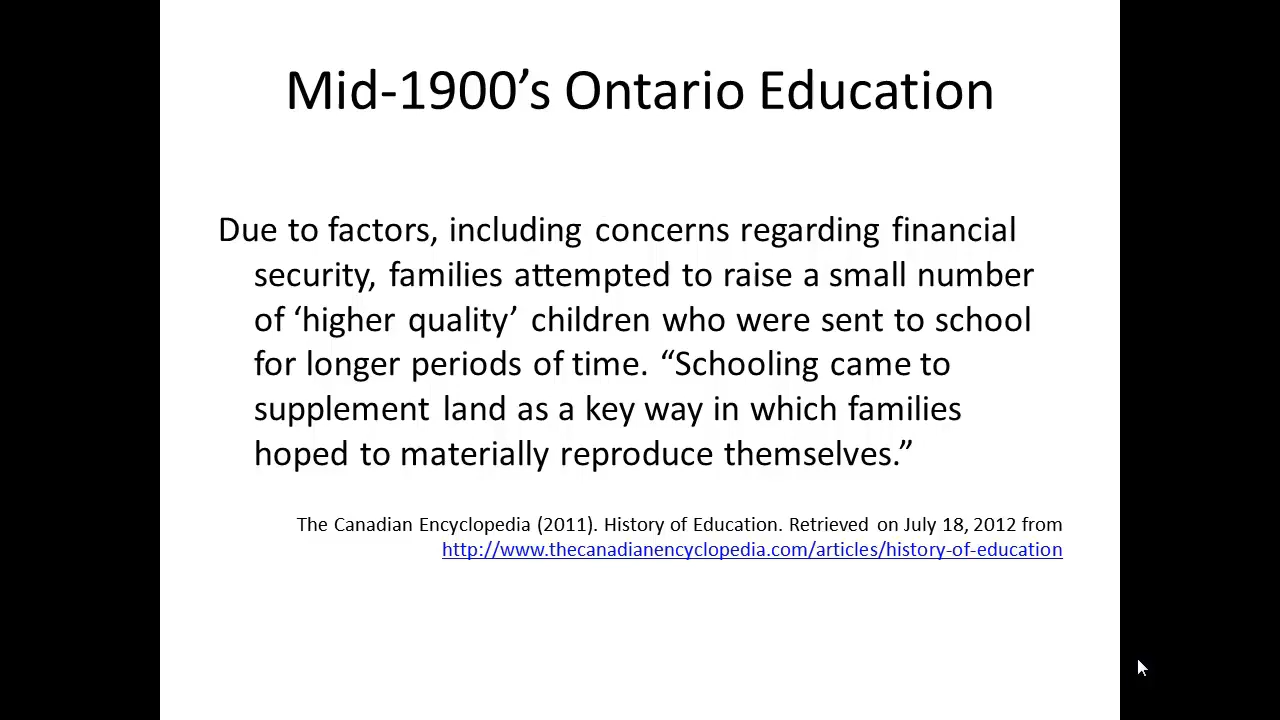 Mid-1900’s Ontario Education
Due to factors, including concerns regarding financial
security, families attempted to raise a small number
of ‘higher quality’ children who were sent to school
for longer periods of time. “Schooling came to
supplement land as a key way in which families
hoped to materially reproduce themselves.”
The Canadian Encyclopedia (2011). History of Education. Retrieved on July 18, 2012 from
http://www.thecanadianencyclopedia.com/articles/history-of-education